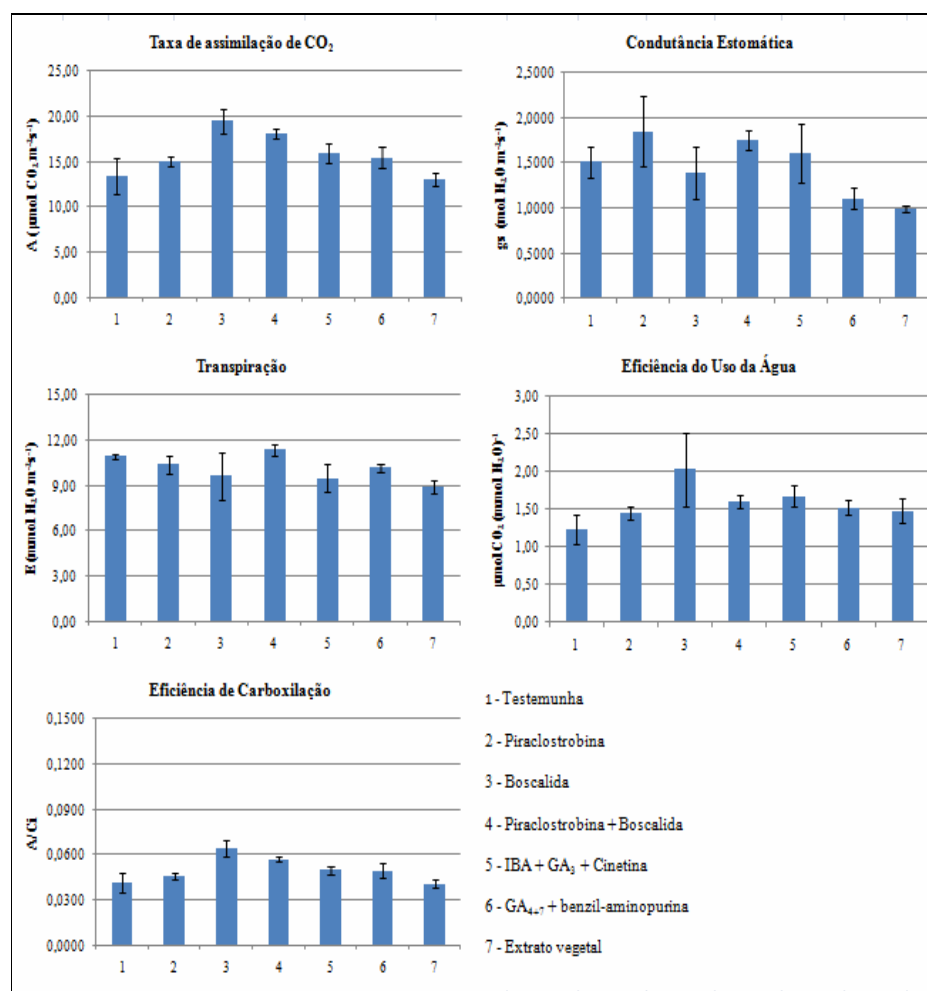 Taxa de assimilação de CO₂
A (µmol CO₂ m⁻²s⁻¹)
25,00
20,00
15,00
10,00
5,00
0,00
1 2 3 4 5 6 7
Condutância Estomática
gs (mol H₂O m⁻²s⁻¹)
2,5000
2,0000
1,5000
1,0000
0,5000
0,0000
1 2 3 4 5 6 7
Transpiração
E (mmol H₂O m⁻²s⁻¹)
15,00
12,00
9,00
6,00
3,00
0,00
1 2 3 4 5 6 7
Eficiência do Uso da Água
µmol CO₂ (mmol H₂O)⁻¹
3,00
2,50
2,00
1,50
1,00
0,50
0,00
1 2 3 4 5 6 7
Eficiência de Carboxilação
A/Ci
0,1500
0,1200
0,0900
0,0600
0,0300
0,0000
1 2 3 4 5 6 7
1 - Testemunha
2 - Piraclostrobina
3 - Boscalida
4 - Piraclostrobina + Boscalida
5 - IBA + GA₃ + Cinetina
6 - GA₄₊₇ + benzil-aminopurina
7 - Extrato vegetal